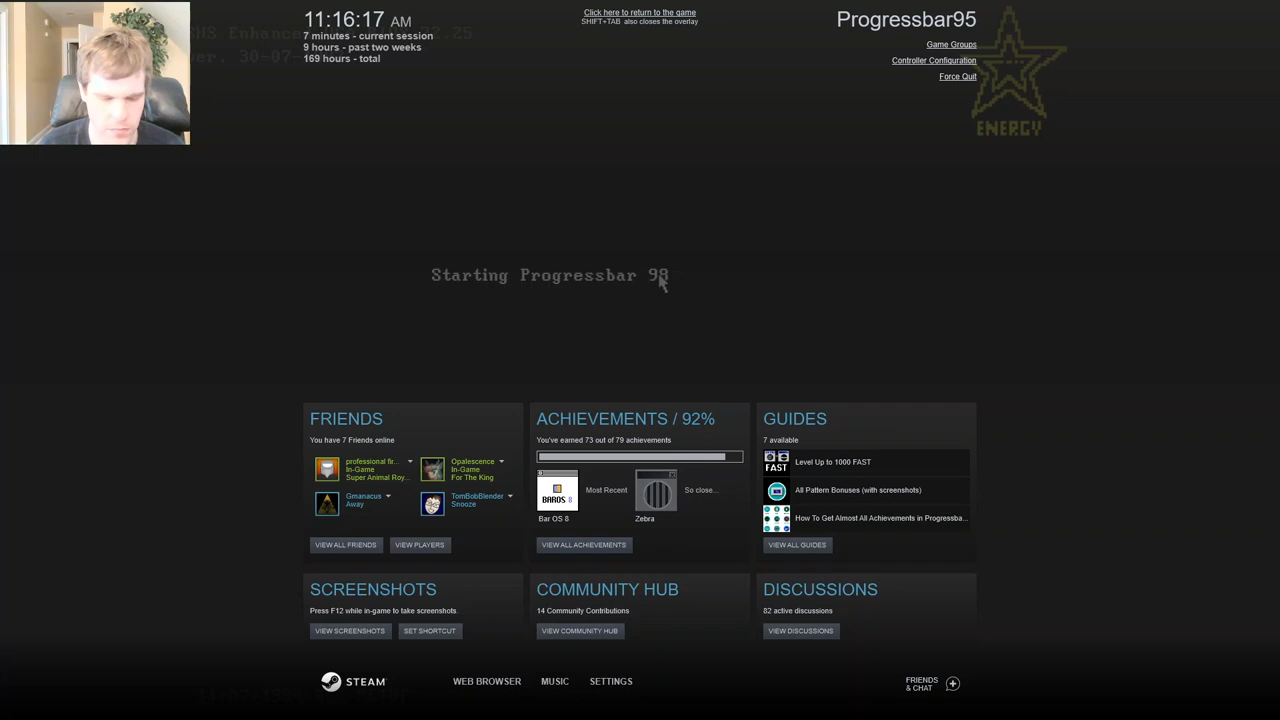 11:16:17 AM
7 minutes - current session
9 hours - past two weeks
169 hours - total
Click here to return to the game
SHIFT+TAB also closes the overlay
Progressbar95
Game Groups
Controller Configuration
Force Quit
ENERGY
Starting Progressbar 98
FRIENDS
You have 7 Friends online
professional fir...
In-Game
Super Animal Roy...
Opalescence
In-Game
For The King
Gmanacus
Away
TomBobBlender
Snooze
VIEW ALL FRIENDS
VIEW PLAYERS
ACHIEVEMENTS / 92%
You've earned 73 out of 79 achievements
BAROS 8
Most Recent
So close...
Bar OS 8
Zebra
VIEW ALL ACHIEVEMENTS
GUIDES
7 available
FAST
Level Up to 1000 FAST
All Pattern Bonuses (with screenshots)
How To Get Almost All Achievements in Progressba...
VIEW ALL GUIDES
SCREENSHOTS
Press F12 while in-game to take screenshots.
VIEW SCREENSHOTS
SET SHORTCUT
COMMUNITY HUB
14 Community Contributions
VIEW COMMUNITY HUB
DISCUSSIONS
82 active discussions
VIEW DISCUSSIONS
STEAM
WEB BROWSER
MUSIC
SETTINGS
FRIENDS
& CHAT